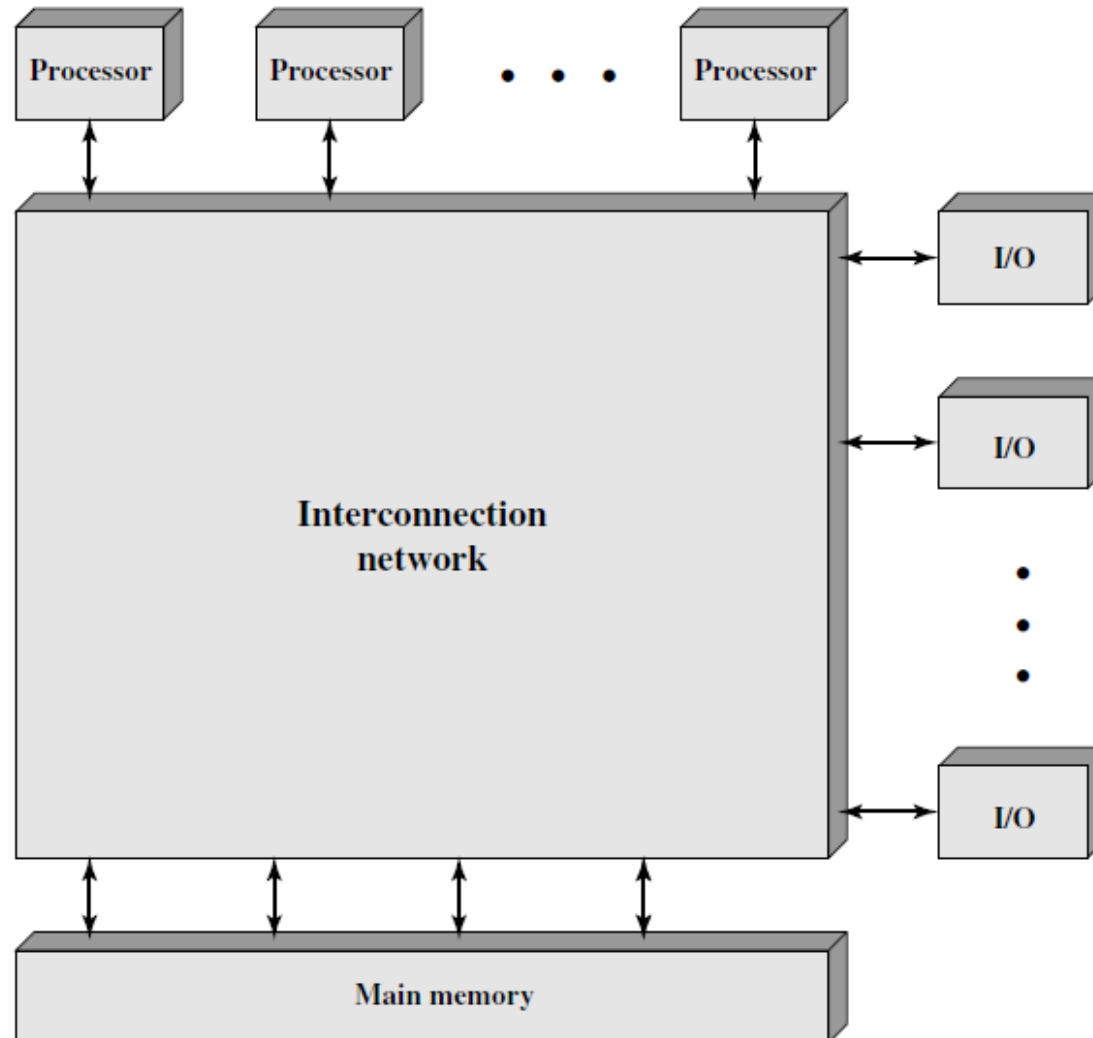 Processor
Processor
Processor
I/O
I/O
Interconnection
network
I/O
Main memory